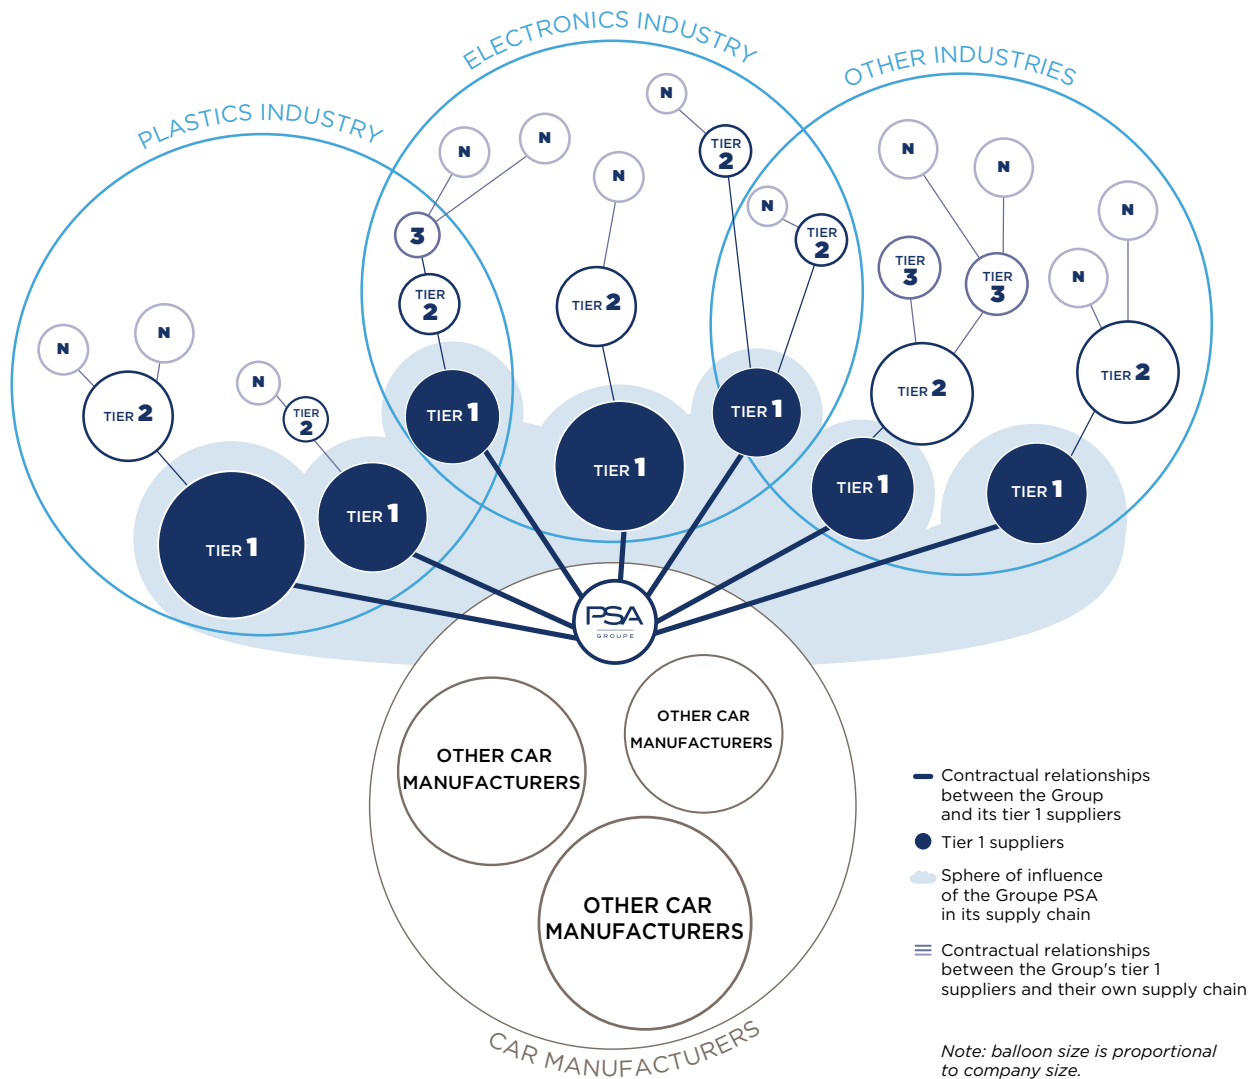 ELECTRONICS INDUSTRY
OTHER INDUSTRIES
PLASTICS INDUSTRY
N
N
N
N
N
N
N
N
N
N
N
N
N
N
TIER
2
TIER
2
3
TIER
2
TIER 2
TIER
3
TIER
3
TIER 2
TIER 2
TIER 2
TIER
2
TIER 1
TIER 1
TIER 1
TIER 1
TIER 1
TIER 1
TIER 1
PSA
GROUPE
OTHER CAR
MANUFACTURERS
OTHER CAR
MANUFACTURERS
OTHER CAR
MANUFACTURERS
CAR MANUFACTURERS
Contractual relationships
between the Group
and its tier 1 suppliers
Tier 1 suppliers
Sphere of influence
of the Groupe PSA
in its supply chain
Contractual relationships
between the Group's tier 1
suppliers and their own supply chain
Note: balloon size is proportional
to company size.